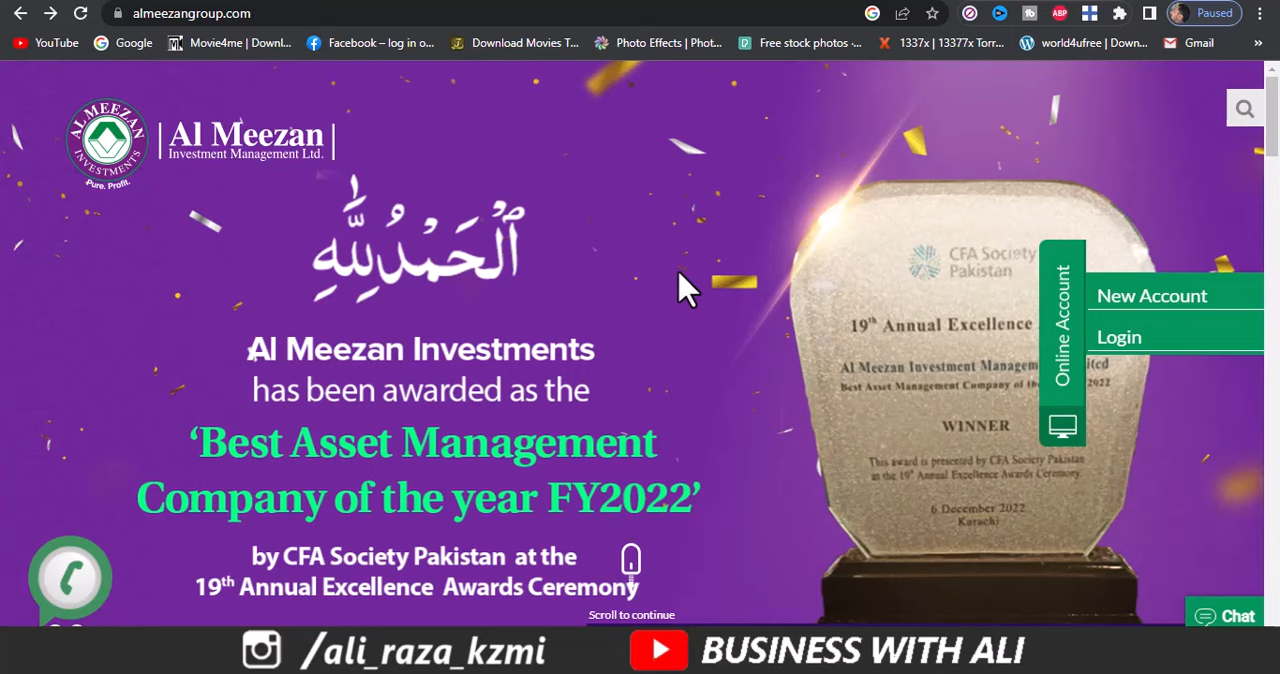 almeezangroup.com
Paused
YouTube
Google
Movie4me | Downl...
Facebook – log in o...
Download Movies T...
Photo Effects | Phot...
Free stock photos ·...
1337x | 13377x Torr...
world4ufree | Down...
Gmail
»
AL MEEZAN
INVESTMENTS
Pure. Profit.
Al Meezan
Investment Management Ltd.
ٱلْحَمْدُلِلَّٰهِ
Al Meezan Investments
has been awarded as the
‘Best Asset Management
Company of the year FY2022’
by CFA Society Pakistan at the
19th Annual Excellence Awards Ceremony
Scroll to continue
CFA Society
Pakistan
19th Annual Excellence
Al Meezan Investment Managem ited
Best Asset Management Company of th 2022
WINNER
This award is presented by CFA Society Pakistan
at the 19th Annual Excellence Awards Ceremony.
6 December 2022
Karachi
Online Account
New Account
Login
Chat
/ali_raza_kzmi
BUSINESS WITH ALI